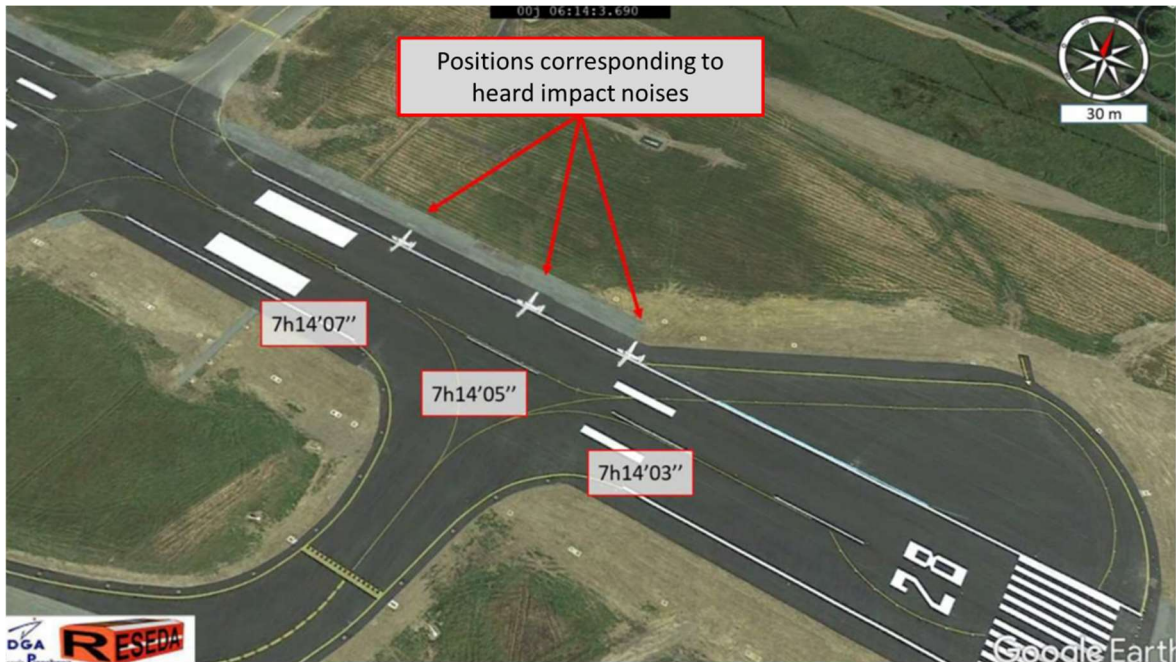 00j 06:14:3.690
Positions corresponding to
heard impact noises
30 m
7h14'07''
7h14'05''
7h14'03''
28
DGA
P
RESEDA
Google Earth